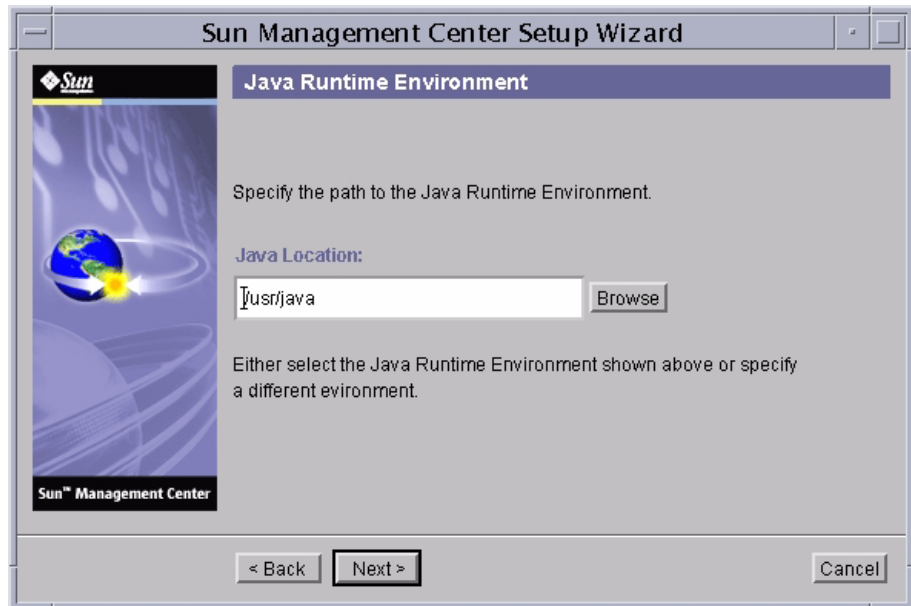 Sun Management Center Setup Wizard
Sun
Java Runtime Environment
Specify the path to the Java Runtime Environment.
Java Location:
/usr/java
Browse
Either select the Java Runtime Environment shown above or specify
a different evironment.
Sun™ Management Center
< Back
Next >
Cancel